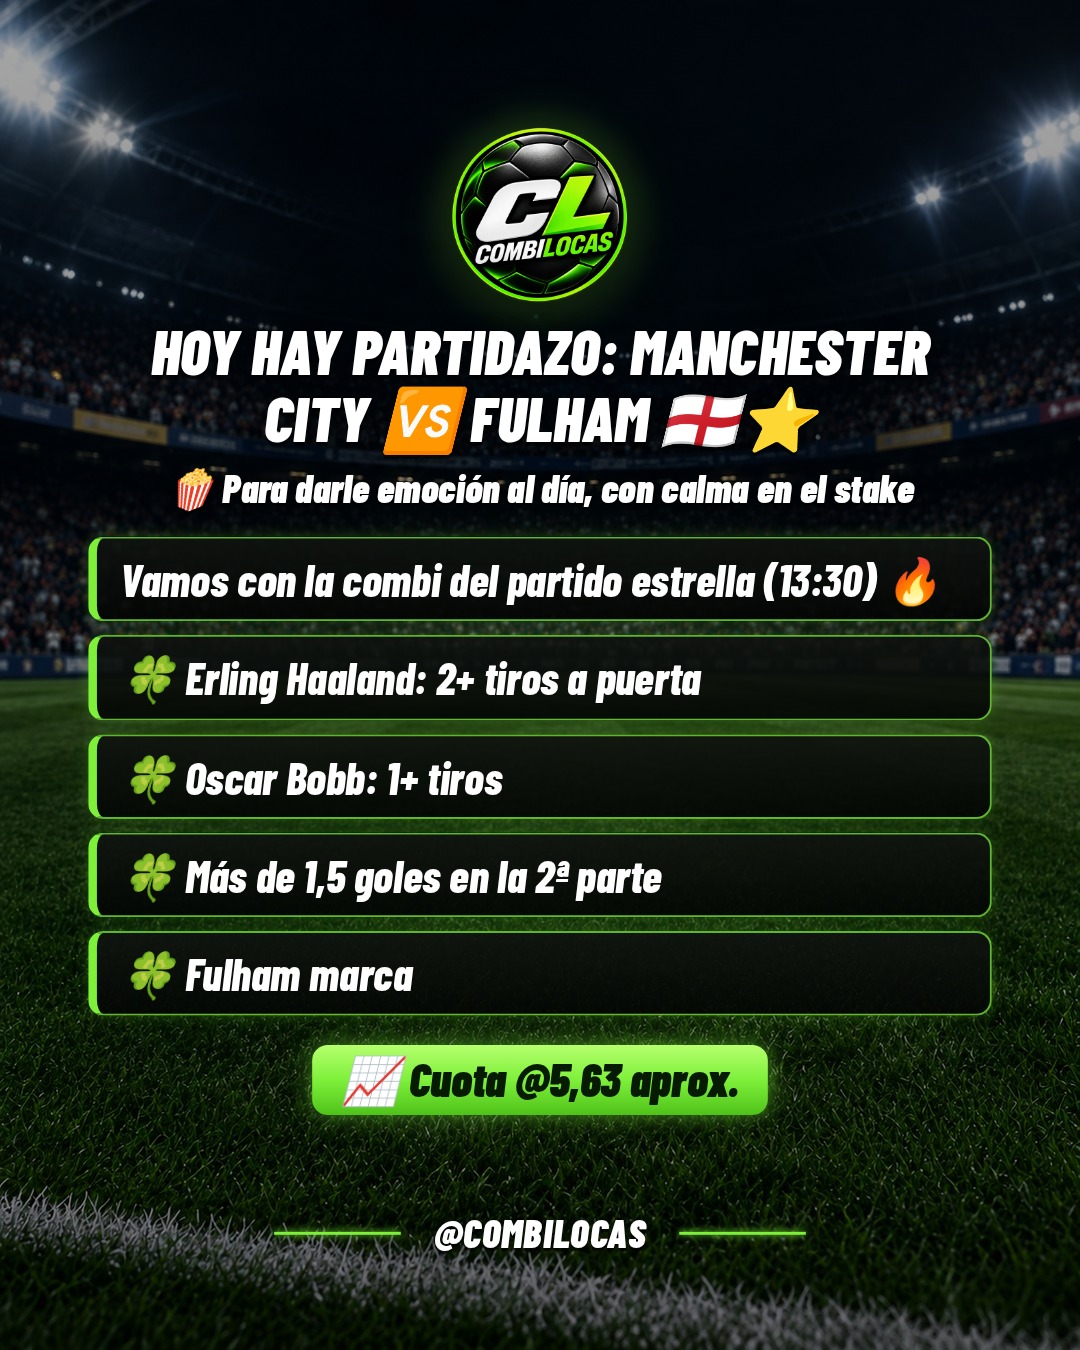 CL
COMBILOCAS
HOY HAY PARTIDAZO: MANCHESTER
CITY 🆚 FULHAM 🏴󠁧󠁢󠁥󠁮󠁧󠁿⭐
🍿 Para darle emoción al día, con calma en el stake
Vamos con la combi del partido estrella (13:30) 🔥
🍀 Erling Haaland: 2+ tiros a puerta
🍀 Oscar Bobb: 1+ tiros
🍀 Más de 1,5 goles en la 2ª parte
🍀 Fulham marca
📈 Cuota @5,63 aprox.
@COMBILOCAS